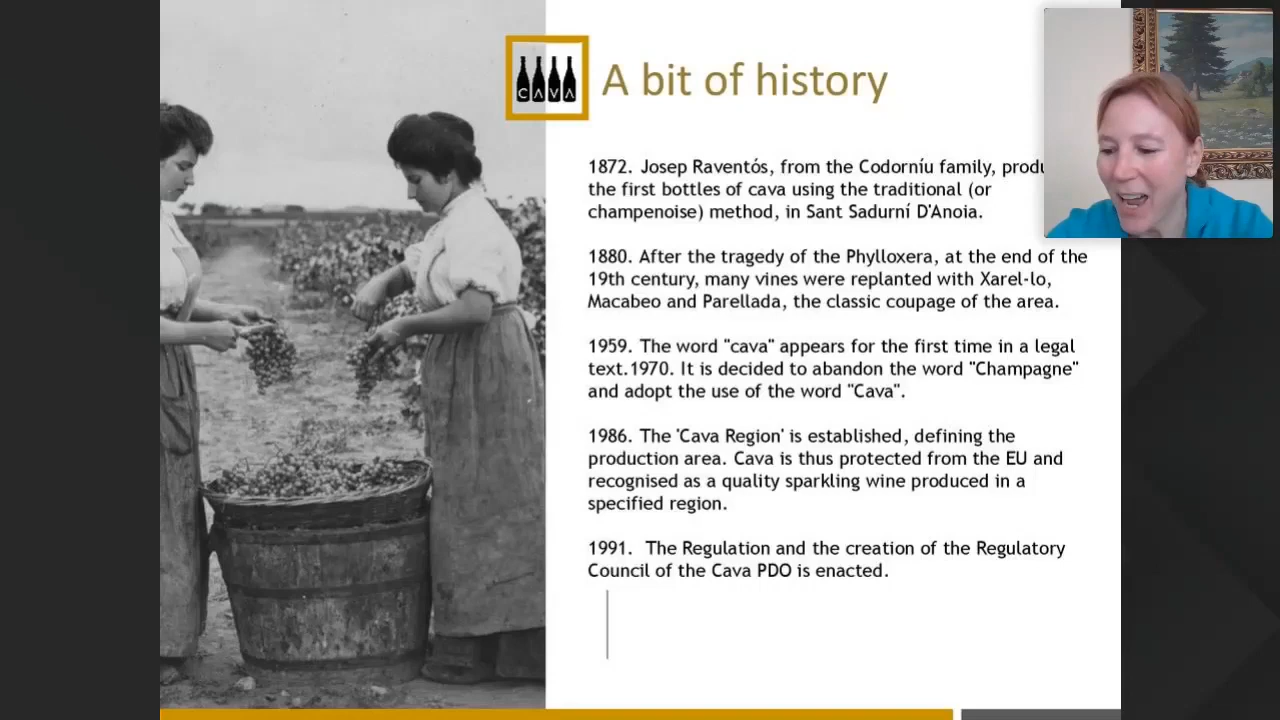 CAVA
A bit of history
1872. Josep Raventós, from the Codorníu family,
the first bottles of cava using the traditional (or
champenoise) method, in Sant Sadurní D'Anoia.
1880. After the tragedy of the Phylloxera, at the end of the
19th century, many vines were replanted with Xarel-lo,
Macabeo and Parellada, the classic coupage of the area.
1959. The word "cava" appears for the first time in a legal
text.1970. It is decided to abandon the word "Champagne"
and adopt the use of the word "Cava".
1986. The 'Cava Region' is established, defining the
production area. Cava is thus protected from the EU and
recognised as a quality sparkling wine produced in a
specified region.
1991. The Regulation and the creation of the Regulatory
Council of the Cava PDO is enacted.